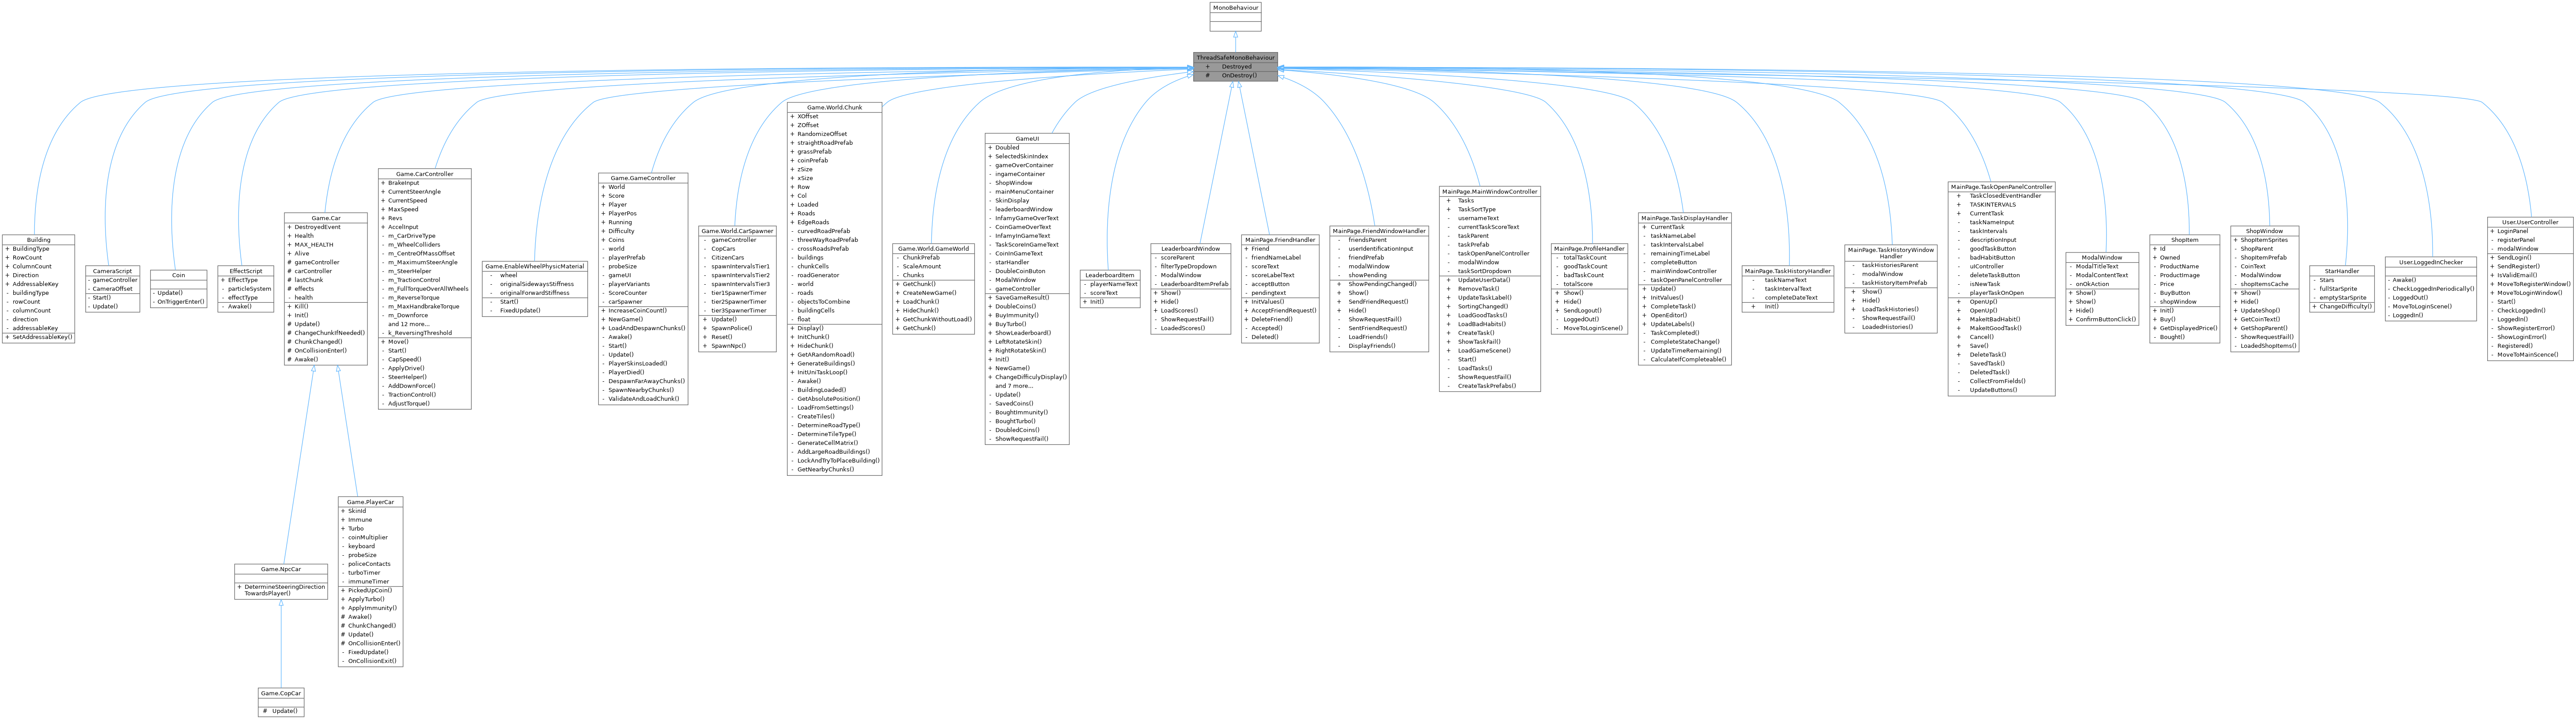 MonoBehaviour
ThreadSafeMonoBehaviour
+ Destroyed
# OnDestroy()
Building
+ BuildingType
+ RowCount
+ ColumnCount
+ Direction
+ AddressableKey
- buildingType
- rowCount
- columnCount
- direction
- addressableKey
+ SetAddressableKey()
CameraScript
- gameController
- CameraOffset
- Start()
- Update()
Coin
- Update()
- OnTriggerEnter()
EffectScript
+ EffectType
- particleSystem
- effectType
- Awake()
Game.Car
+ DestroyedEvent
+ Health
+ MAX_HEALTH
+ Alive
# gameController
# carController
# lastChunk
# effects
- health
+ Kill()
+ Init()
# Update()
# ChangeChunkIfNeeded()
# ChunkChanged()
# OnCollisionEnter()
# Awake()
Game.NpcCar
+ DetermineSteeringDirection
TowardsPlayer()
Game.CopCar
# Update()
Game.PlayerCar
+ SkinId
+ Immune
+ Turbo
- coinMultiplier
- keyboard
- probeSize
- policeContacts
- turboTimer
- immuneTimer
+ PickedUpCoin()
+ ApplyTurbo()
+ ApplyImmunity()
# Awake()
# ChunkChanged()
# Update()
# OnCollisionEnter()
- FixedUpdate()
- OnCollisionExit()
Game.CarController
+ BrakeInput
+ CurrentSteerAngle
+ CurrentSpeed
+ MaxSpeed
+ Revs
+ AccelInput
- m_CarDriveType
- m_WheelColliders
- m_CentreOfMassOffset
- m_MaximumSteerAngle
- m_SteerHelper
- m_TractionControl
- m_FullTorqueOverAllWheels
- m_ReverseTorque
- m_MaxHandbrakeTorque
- m_Downforce
and 12 more...
- k_ReversingThreshold
+ Move()
- Start()
- CapSpeed()
- ApplyDrive()
- SteerHelper()
- AddDownForce()
- TractionControl()
- AdjustTorque()
Game.EnableWheelPhysicMaterial
- wheel
- originalSidewaysStiffness
- originalForwardStiffness
- Start()
- FixedUpdate()
Game.GameController
+ World
+ Score
+ Player
+ PlayerPos
+ Running
+ Difficulty
+ Coins
- world
- playerPrefab
- probeSize
- gameUI
- playerVariants
- ScoreCounter
- carSpawner
+ IncreaseCoinCount()
+ NewGame()
+ LoadAndDespawnChunks()
- Awake()
- Start()
- Update()
- PlayerSkinsLoaded()
- PlayerDied()
- DespawnFarAwayChunks()
- SpawnNearbyChunks()
- ValidateAndLoadChunk()
Game.World.CarSpawner
- gameController
- CopCars
- CitizenCars
- spawnIntervalsTier1
- spawnIntervalsTier2
- spawnIntervalsTier3
- tier1SpawnerTimer
- tier2SpawnerTimer
- tier3SpawnerTimer
+ Update()
+ SpawnPolice()
+ Reset()
+ SpawnNpc()
Game.World.Chunk
+ XOffset
+ ZOffset
+ RandomizeOffset
+ straightRoadPrefab
+ grassPrefab
+ coinPrefab
+ zSize
+ xSize
+ Row
+ Col
+ Loaded
+ Roads
+ EdgeRoads
- curvedRoadPrefab
- threeWayRoadPrefab
- crossRoadsPrefab
- buildings
- chunkCells
- roadGenerator
- world
- roads
- objectsToCombine
- buildingCells
- float
+ Display()
+ InitChunk()
+ HideChunk()
+ GetARandomRoad()
+ GenerateBuildings()
+ InitUniTaskLoop()
- Awake()
- BuildingLoaded()
- GetAbsolutePosition()
- LoadFromSettings()
- CreateTiles()
- DetermineRoadType()
- DetermineTileType()
- GenerateCellMatrix()
- AddLargeRoadBuildings()
- LockAndTryToPlaceBuilding()
- GetNearbyChunks()
Game.World.GameWorld
- ChunkPrefab
- ScaleAmount
- Chunks
+ GetChunk()
+ CreateNewGame()
+ LoadChunk()
+ HideChunk()
+ GetChunkWithoutLoad()
+ GetChunk()
GameUI
+ Doubled
+ SelectedSkinIndex
- gameOverContainer
- ingameContainer
- ShopWindow
- mainMenuContainer
- SkinDisplay
- leaderboardWindow
- InfamyGameOverText
- CoinGameOverText
- InfamyInGameText
- TaskScoreInGameText
- CoinInGameText
- starHandler
- DoubleCoinButon
- ModalWindow
- gameController
+ SaveGameResult()
+ DoubleCoins()
+ BuyImmunity()
+ BuyTurbo()
+ ShowLeaderboard()
+ LeftRotateSkin()
+ RightRotateSkin()
+ Init()
+ NewGame()
+ ChangeDifficulyDisplay()
and 7 more...
- Update()
- SavedCoins()
- BoughtImmunity()
- BoughtTurbo()
- DoubledCoins()
- ShowRequestFail()
LeaderboardItem
- playerNameText
- scoreText
+ Init()
LeaderboardWindow
- scoreParent
- filterTypeDropdown
- ModalWindow
- LeaderboardItemPrefab
+ Show()
+ Hide()
+ LoadScores()
- ShowRequestFail()
- LoadedScores()
MainPage.FriendHandler
+ Friend
- friendNameLabel
- scoreText
- scoreLabelText
- acceptButton
- pendingtext
+ InitValues()
+ AcceptFriendRequest()
+ DeleteFriend()
- Accepted()
- Deleted()
MainPage.FriendWindowHandler
- friendsParent
- userIdentificationInput
- friendPrefab
- modalWindow
- showPending
+ ShowPendingChanged()
+ Show()
+ SendFriendRequest()
+ Hide()
- ShowRequestFail()
- SentFriendRequest()
- LoadFriends()
- DisplayFriends()
MainPage.MainWindowController
+ Tasks
+ TaskSortType
- usernameText
- currentTaskScoreText
- taskParent
- taskPrefab
- taskOpenPanelController
- modalWindow
- taskSortDropdown
+ UpdateUserData()
+ RemoveTask()
+ SortingChanged()
+ CreateTask()
+ UpdateTaskLabel()
+ LoadGoodTasks()
+ LoadBadHabits()
+ ShowTaskFail()
+ LoadGameScene()
- Start()
- LoadTasks()
- ShowRequestFail()
- CreateTaskPrefabs()
MainPage.ProfileHandler
- totalTaskCount
- goodTaskCount
- badTaskCount
- totalScore
+ Show()
+ Hide()
+ SendLogout()
- LoggedOut()
- MoveToLoginScene()
MainPage.TaskDisplayHandler
+ CurrentTask
- taskNameLabel
- taskIntervalsLabel
- remainingTimeLabel
- completeButton
- mainWindowController
- taskOpenPanelController
+ Update()
+ InitValues()
+ CompleteTask()
+ OpenEditor()
+ UpdateLabels()
- TaskCompleted()
- CompleteStateChange()
- UpdateTimeRemaining()
- CalculateIfCompleteable()
MainPage.TaskHistoryHandler
- taskNameText
- taskIntervalText
- completeDateText
+ Init()
MainPage.TaskHistoryWindow
Handler
- taskHistoriesParent
- modalWindow
- taskHistoryItemPrefab
+ Show()
+ Hide()
+ LoadTaskHistories()
- ShowRequestFail()
- LoadedHistories()
MainPage.TaskOpenPanelController
+ TaskClosedEventHandler
+ TASKINTERVALS
+ CurrentTask
- taskNameInput
- taskIntervals
- descriptionInput
- goodTaskButton
- badHabitButton
- uiController
- deleteTaskButton
- isNewTask
- playerTaskOnOpen
+ OpenUp()
+ OpenUp()
+ MakeItBadHabit()
+ MakeItGoodTask()
+ Cancel()
+ Save()
+ DeleteTask()
- SavedTask()
- DeletedTask()
- CollectFromFields()
- UpdateButtons()
ModalWindow
- ModalTitleText
- ModalContentText
- onOkAction
+ Show()
+ Show()
+ Hide()
+ ConfirmButtonClick()
ShopItem
+ Id
+ Owned
- ProductName
- ProductImage
- Price
- BuyButton
- shopWindow
+ Init()
+ Buy()
+ GetDisplayedPrice()
- Bought()
ShopWindow
+ ShopItemSprites
- ShopParent
- ShopItemPrefab
- CoinText
- ModalWindow
- shopItemsCache
+ Show()
+ Hide()
+ UpdateShop()
+ GetCoinText()
+ GetShopParent()
- ShowRequestFail()
- LoadedShopItems()
StarHandler
- Stars
- fullStarSprite
- emptyStarSprite
+ ChangeDifficulty()
User.LoggedInChecker
- Awake()
- CheckLoggedInPeriodically()
- LoggedOut()
- MoveToLoginScene()
- LoggedIn()
User.UserController
+ LoginPanel
- registerPanel
- modalWindow
+ SendLogin()
+ SendRegister()
+ IsValidEmail()
+ MoveToRegisterWindow()
+ MoveToLoginWindow()
- Start()
- CheckLoggedIn()
- LoggedIn()
- ShowRegisterError()
- ShowLoginError()
- Registered()
- MoveToMainScence()